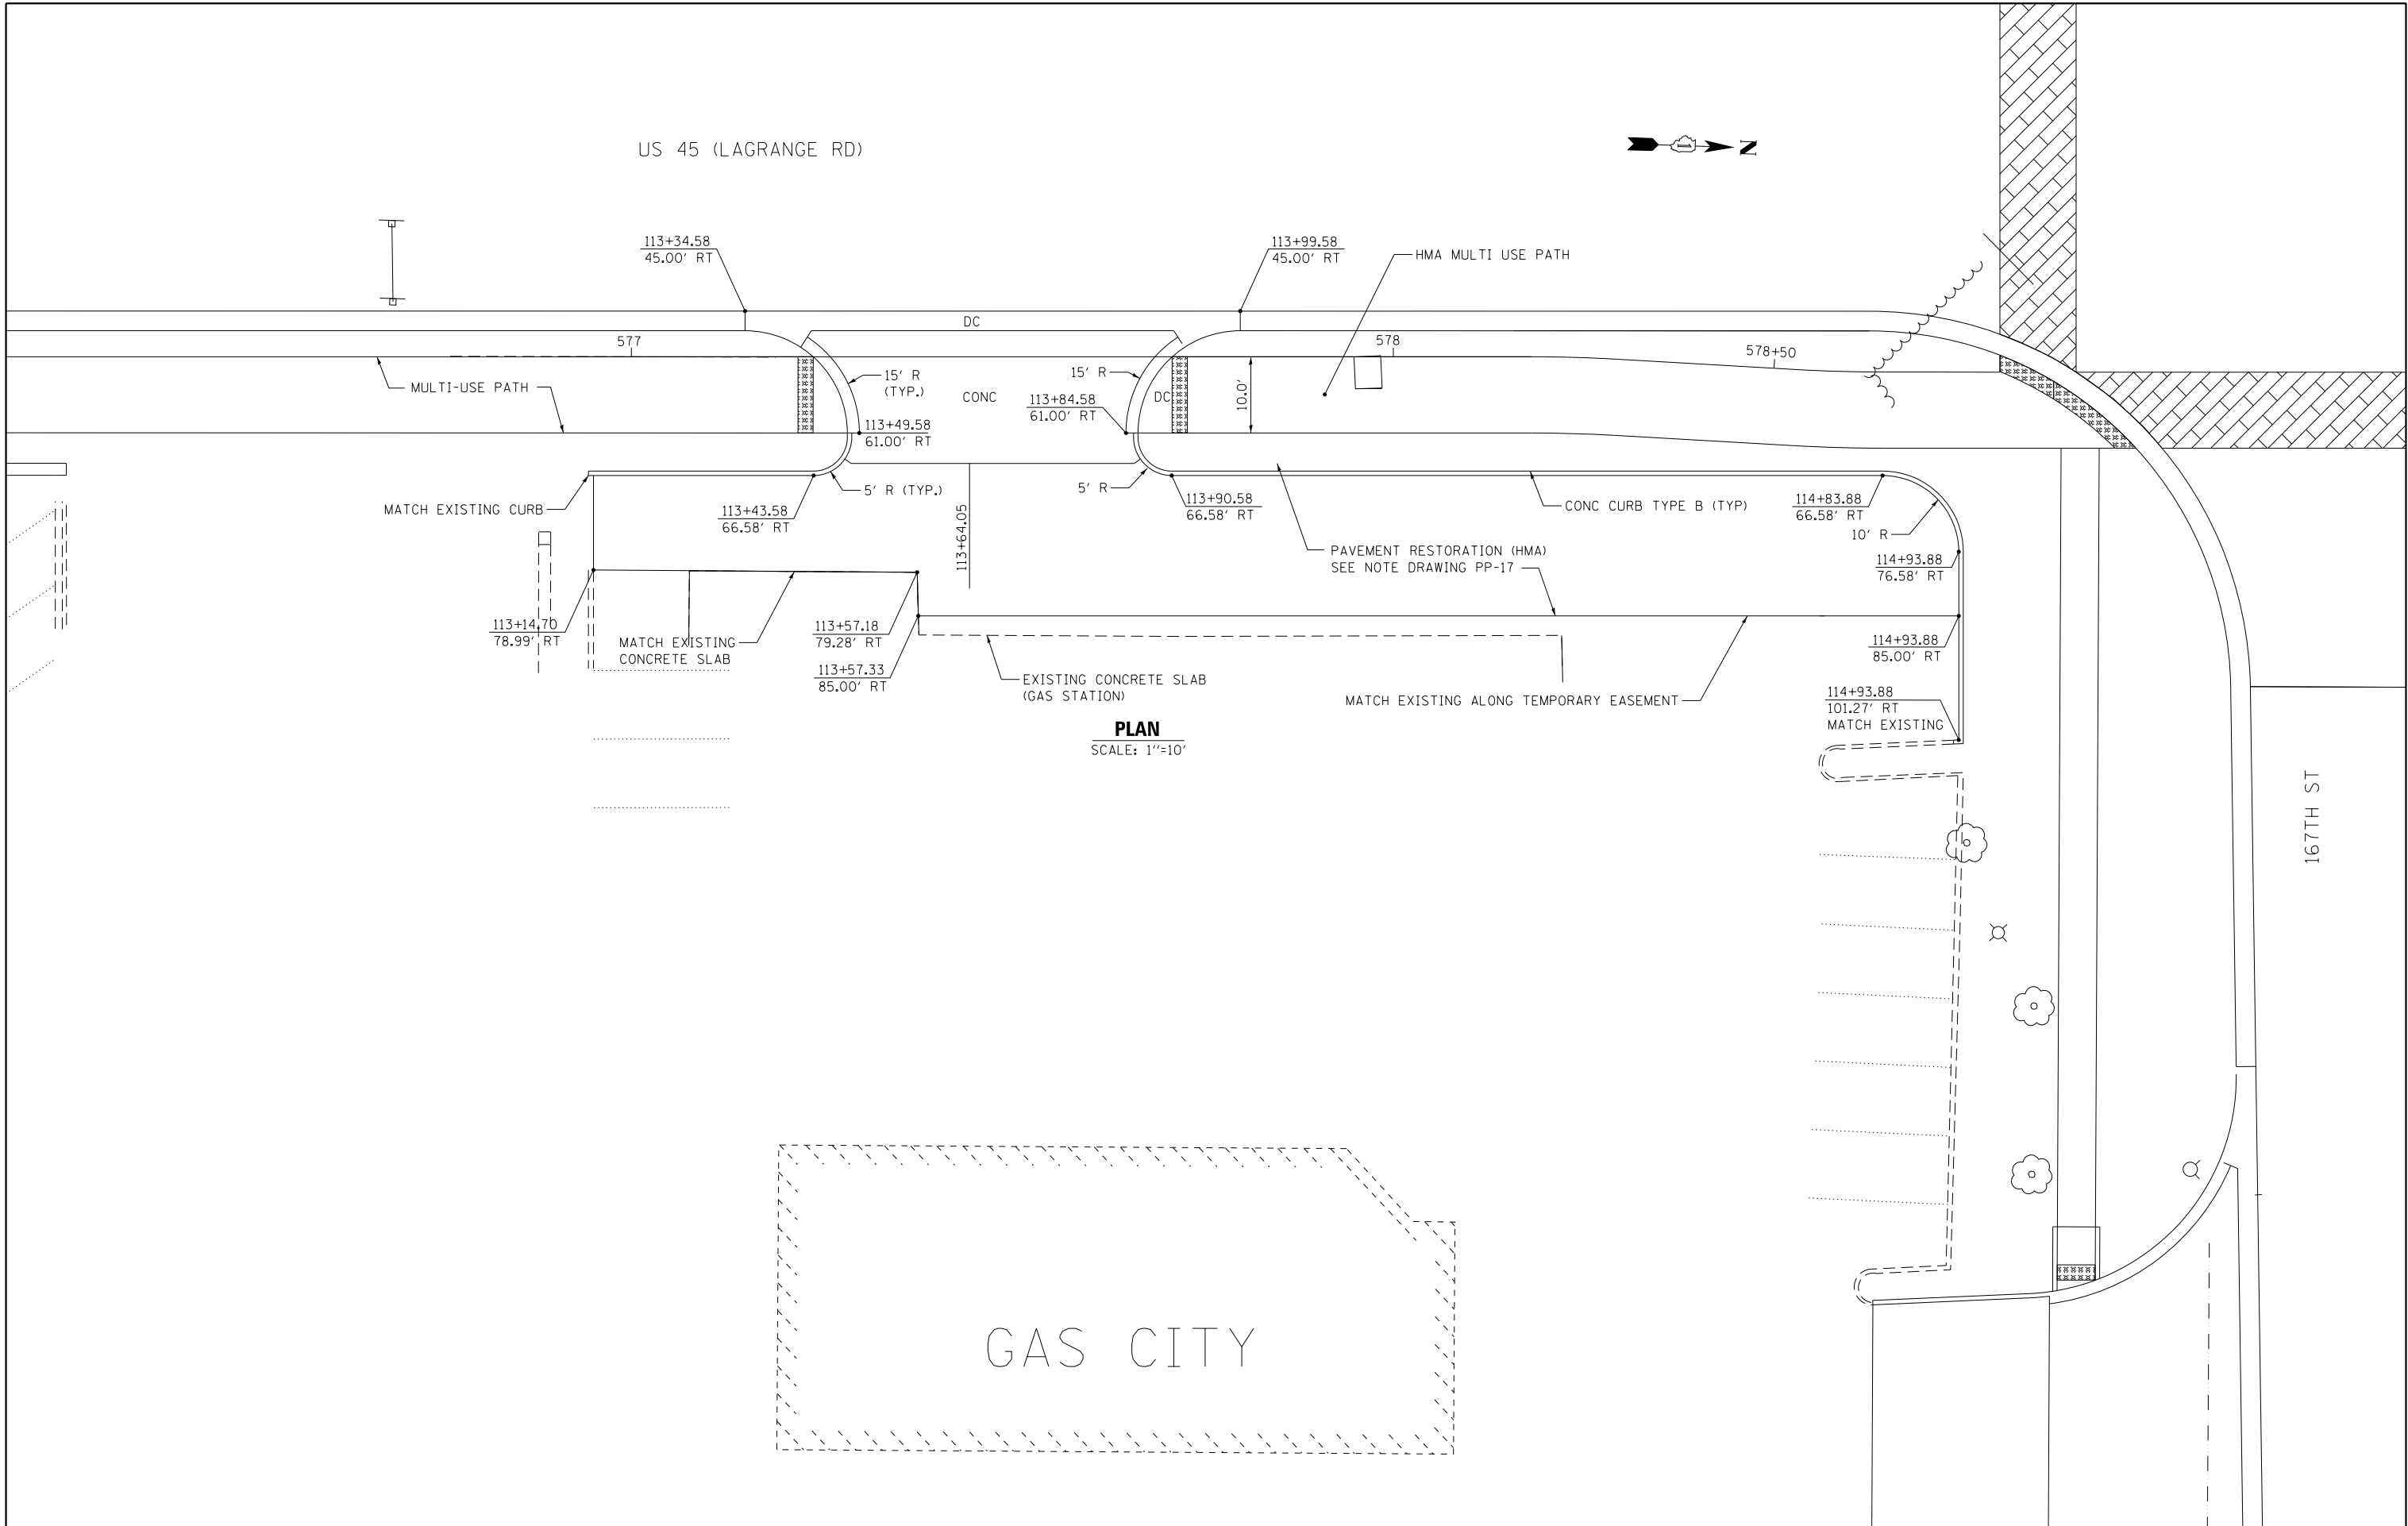 US 45 (LAGRANGE RD)
N
113+34.58
45.00' RT
113+99.58
45.00' RT
HMA MULTI USE PATH
DC
577
578
578+50
MULTI-USE PATH
15' R
(TYP.)
CONC
15' R
113+84.58
61.00' RT
DC
10.0'
113+49.58
61.00' RT
MATCH EXISTING CURB
5' R (TYP.)
5' R
113+43.58
66.58' RT
113+64.05
113+90.58
66.58' RT
CONC CURB TYPE B (TYP)
114+83.88
66.58' RT
10' R
PAVEMENT RESTORATION (HMA)
SEE NOTE DRAWING PP-17
114+93.88
76.58' RT
113+14.70
78.99' RT
MATCH EXISTING
CONCRETE SLAB
113+57.18
79.28' RT
113+57.33
85.00' RT
114+93.88
85.00' RT
EXISTING CONCRETE SLAB
(GAS STATION)
MATCH EXISTING ALONG TEMPORARY EASEMENT
114+93.88
101.27' RT
MATCH EXISTING
PLAN
SCALE: 1''=10'
167TH ST
GAS CITY